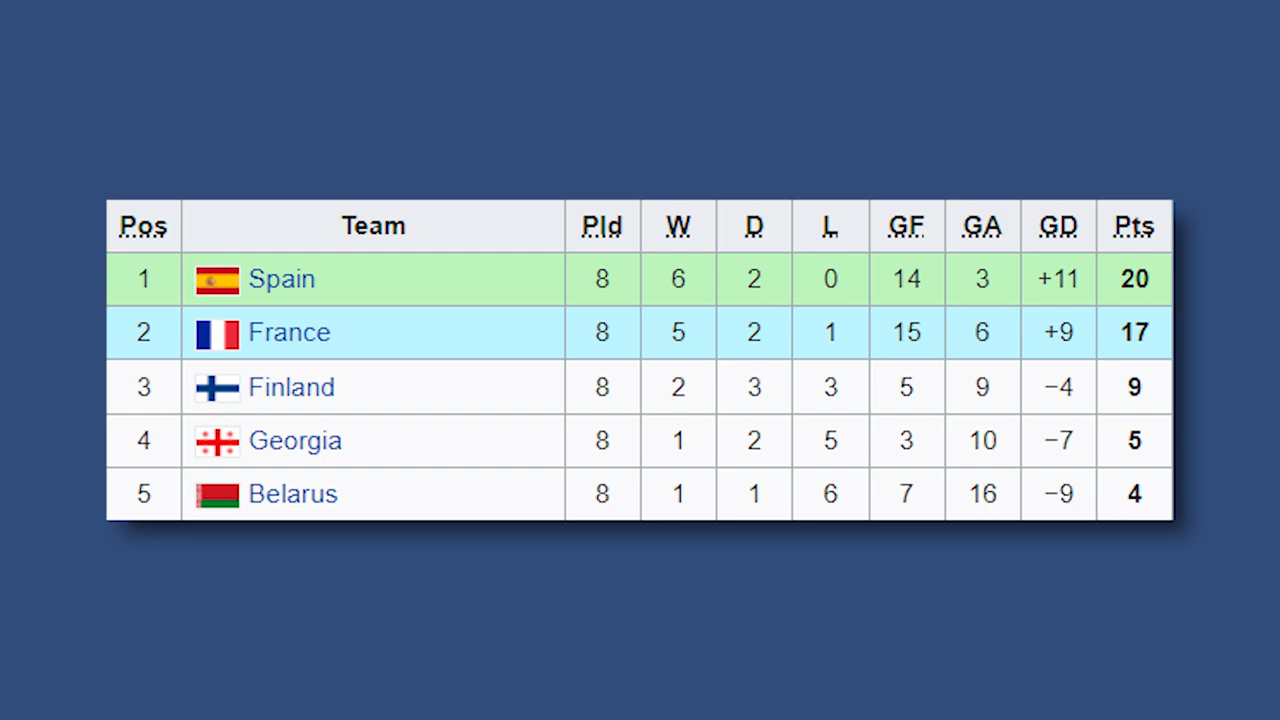 Pos Team Pld W D L GF GA GD Pts
1 Spain 8 6 2 0 14 3 +11 20
2 France 8 5 2 1 15 6 +9 17
3 Finland 8 2 3 3 5 9 −4 9
4 Georgia 8 1 2 5 3 10 −7 5
5 Belarus 8 1 1 6 7 16 −9 4